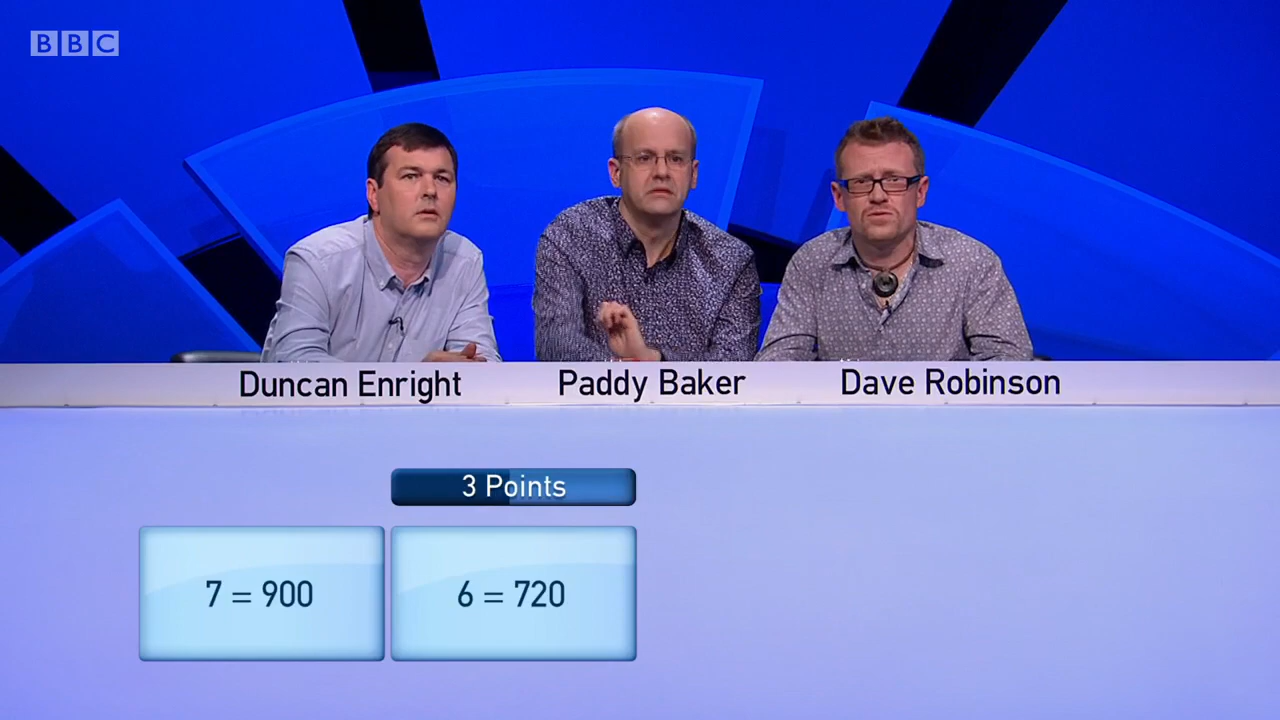 BBC
Duncan Enright
Paddy Baker
Dave Robinson
3 Points
7 = 900
6 = 720